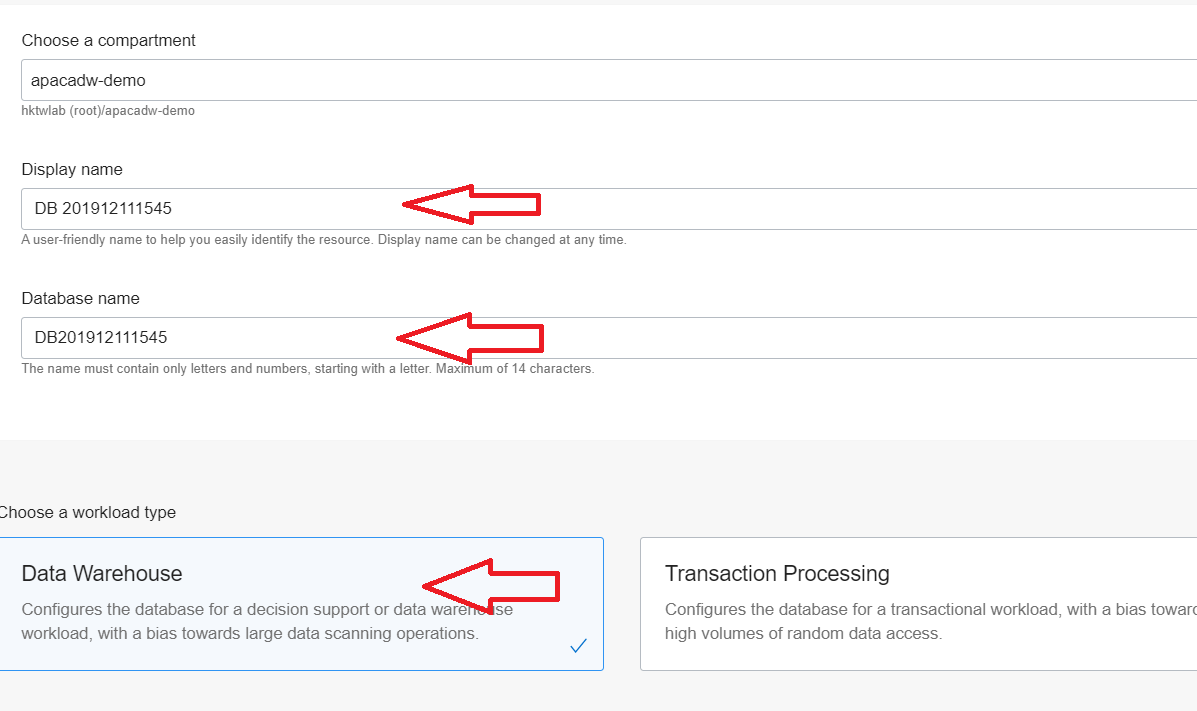 Choose a compartment
apacadw-demo
hktwlab (root)/apacadw-demo
Display name
DB 201912111545
A user-friendly name to help you easily identify the resource. Display name can be changed at any time.
Database name
DB201912111545
The name must contain only letters and numbers, starting with a letter. Maximum of 14 characters.
Choose a workload type
Data Warehouse
Configures the database for a decision support or data warehouse
workload, with a bias towards large data scanning operations.
Transaction Processing
Configures the database for a transactional workload, with a bias
high volumes of random data access.